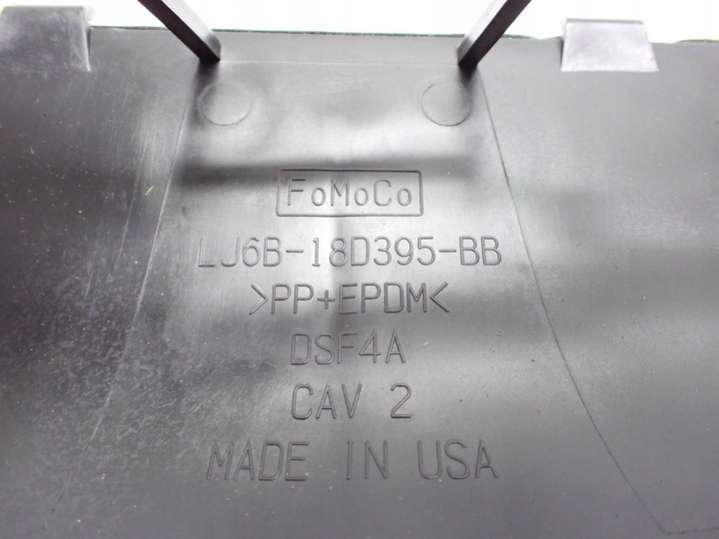 FoMoCo
LJ6B-18D395-BB
>PP+EPDM<
DSF4A
CAV 2
MADE IN USA